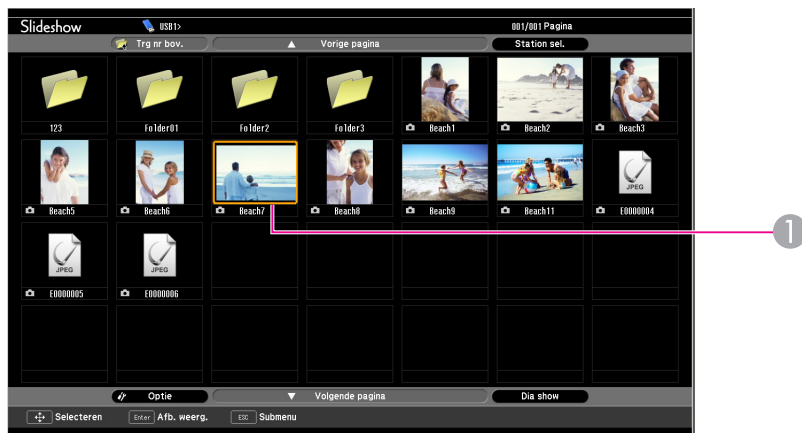 Slideshow USB1> 001/001 Pagina
Trg nr bov. ▲ Vorige pagina Station sel.
123 Folder01 Folder2 Folder3 Beach1 Beach2 Beach3
Beach5 Beach6 Beach7 Beach8 Beach9 Beach11 JPEG E0000004
1
JPEG E0000005 JPEG E0000006
Optie ▼ Volgende pagina Dia show
Selecteren Enter Afb. weerg. ESC Submenu